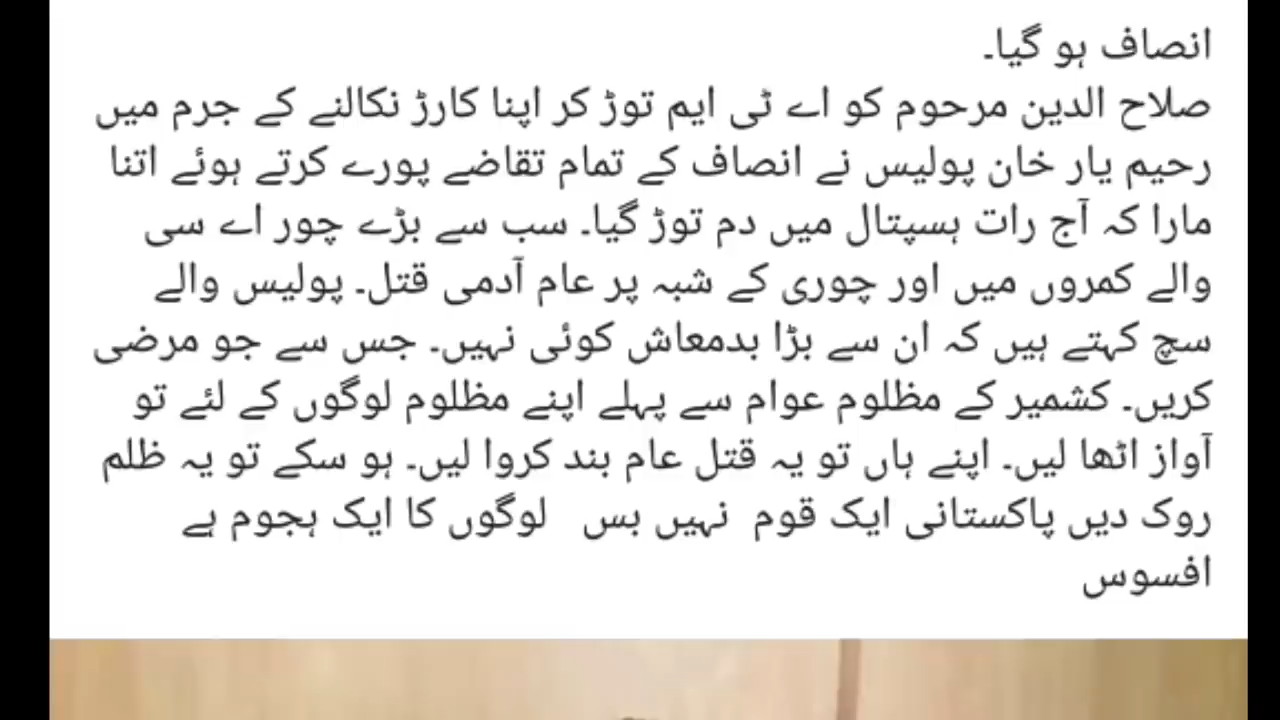 انصاف ہو گیا۔
صلاح الدین مرحوم کو اے ٹی ایم توڑ کر اپنا کارڑ نکالنے کے جرم میں
رحیم یار خان پولیس نے انصاف کے تمام تقاضے پورے کرتے ہوئے اتنا
مارا کہ آج رات ہسپتال میں دم توڑ گیا۔ سب سے بڑے چور اے سی
والے کمروں میں اور چوری کے شبہ پر عام آدمی قتل۔ پولیس والے
سچ کہتے ہیں کہ ان سے بڑا بدمعاش کوئی نہیں۔ جس سے جو مرضی
کریں۔ کشمیر کے مظلوم عوام سے پہلے اپنے مظلوم لوگوں کے لئے تو
آواز اٹھا لیں۔ اپنے ہاں تو یہ قتل عام بند کروا لیں۔ ہو سکے تو یہ ظلم
روک دیں پاکستانی ایک قوم نہیں بس لوگوں کا ایک ہجوم ہے
افسوس